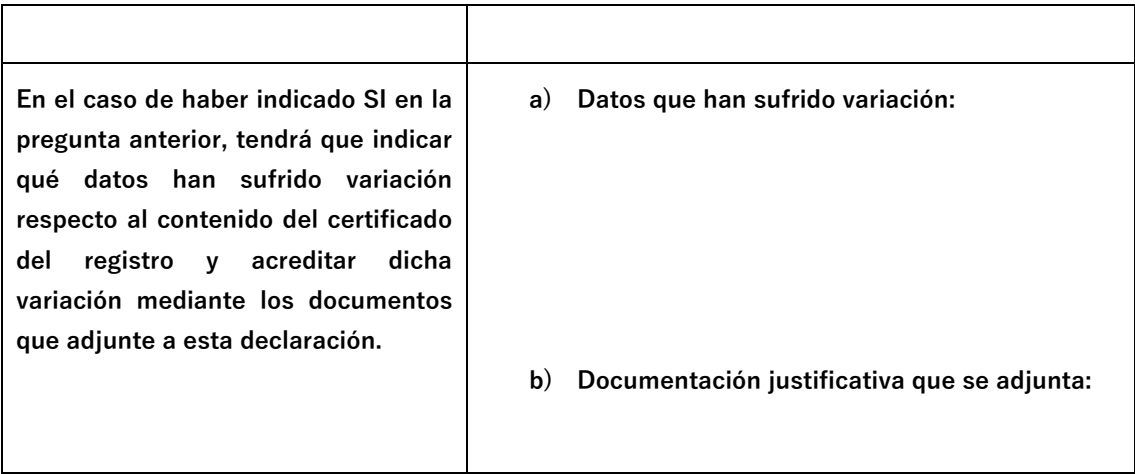 En el caso de haber indicado SI en la
pregunta anterior, tendrá que indicar
qué datos han sufrido variación
respecto al contenido del certificado
del registro y acreditar dicha
variación mediante los documentos
que adjunte a esta declaración.
a) Datos que han sufrido variación:
b) Documentación justificativa que se adjunta: